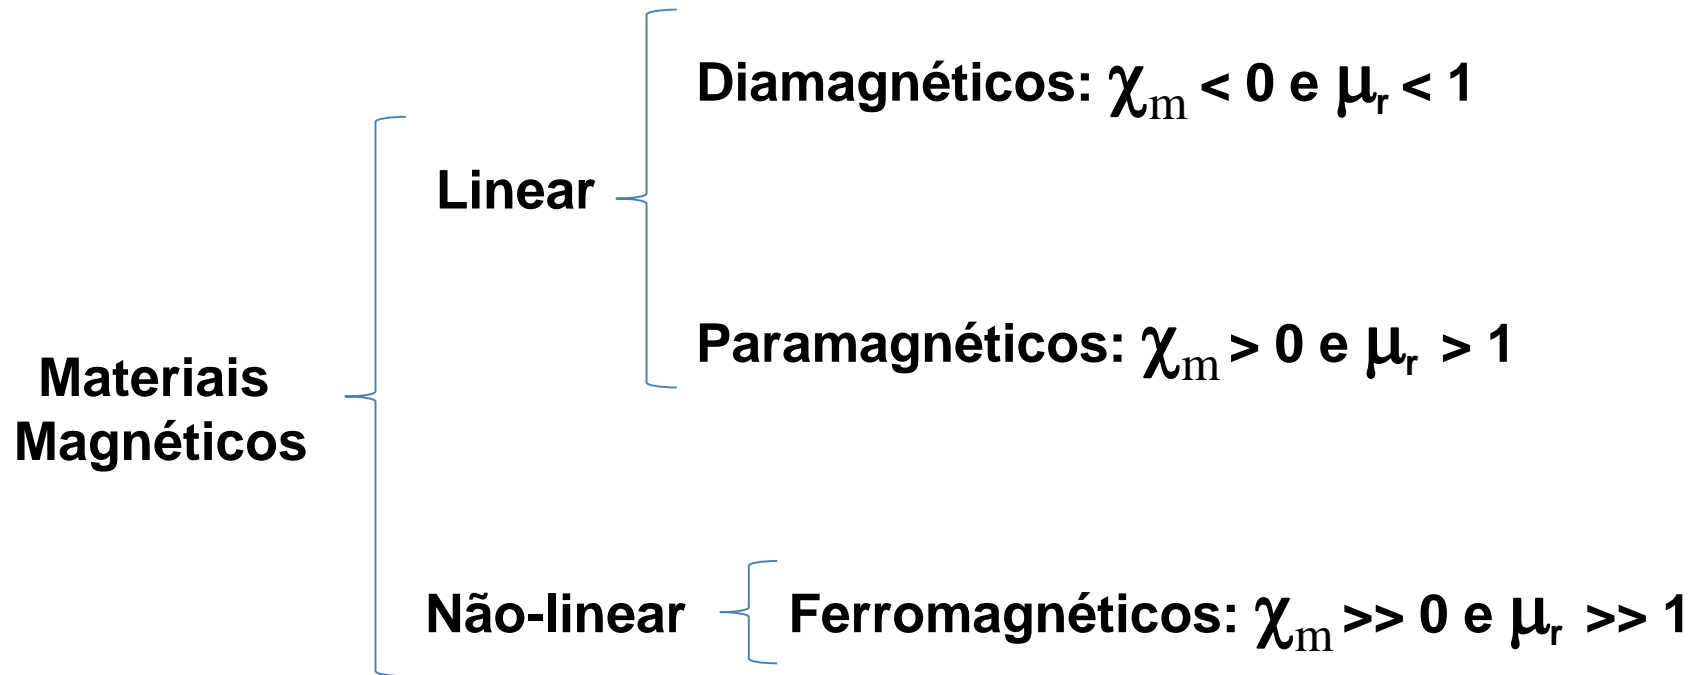 Diamagnéticos: χm < 0 e μr < 1
Linear
Paramagnéticos: χm > 0 e μr > 1
Materiais
Magnéticos
Não-linear
Ferromagnéticos: χm >> 0 e μr >> 1